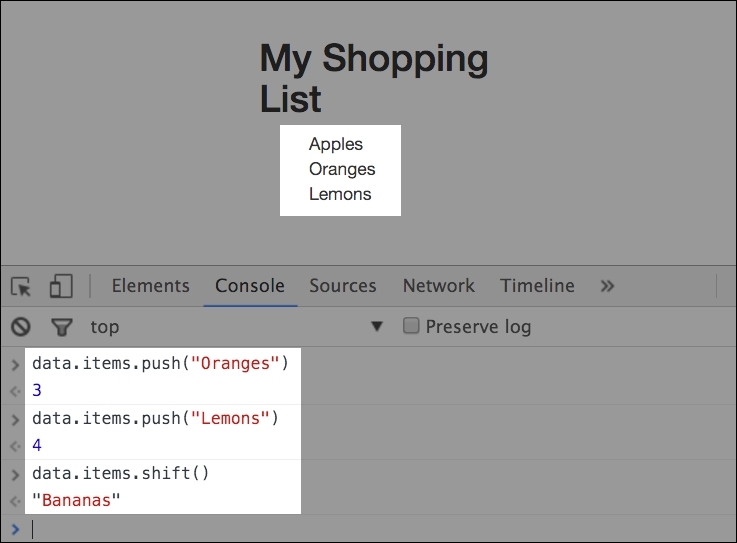 My Shopping
List
Apples
Oranges
Lemons
Elements Console Sources Network Timeline »
top ▼ Preserve log
> data.items.push("Oranges")
3
> data.items.push("Lemons")
4
> data.items.shift()
"Bananas"
>